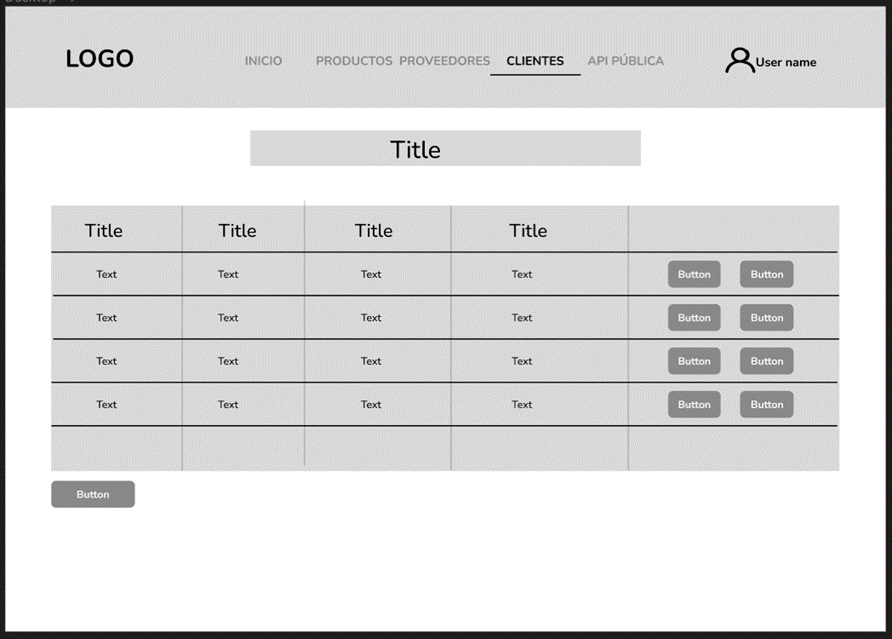 LOGO INICIO PRODUCTOS PROVEEDORES CLIENTES API PÚBLICA User name
Title
Title Title Title Title
Text Text Text Text Button Button
Text Text Text Text Button Button
Text Text Text Text Button Button
Text Text Text Text Button Button
Button